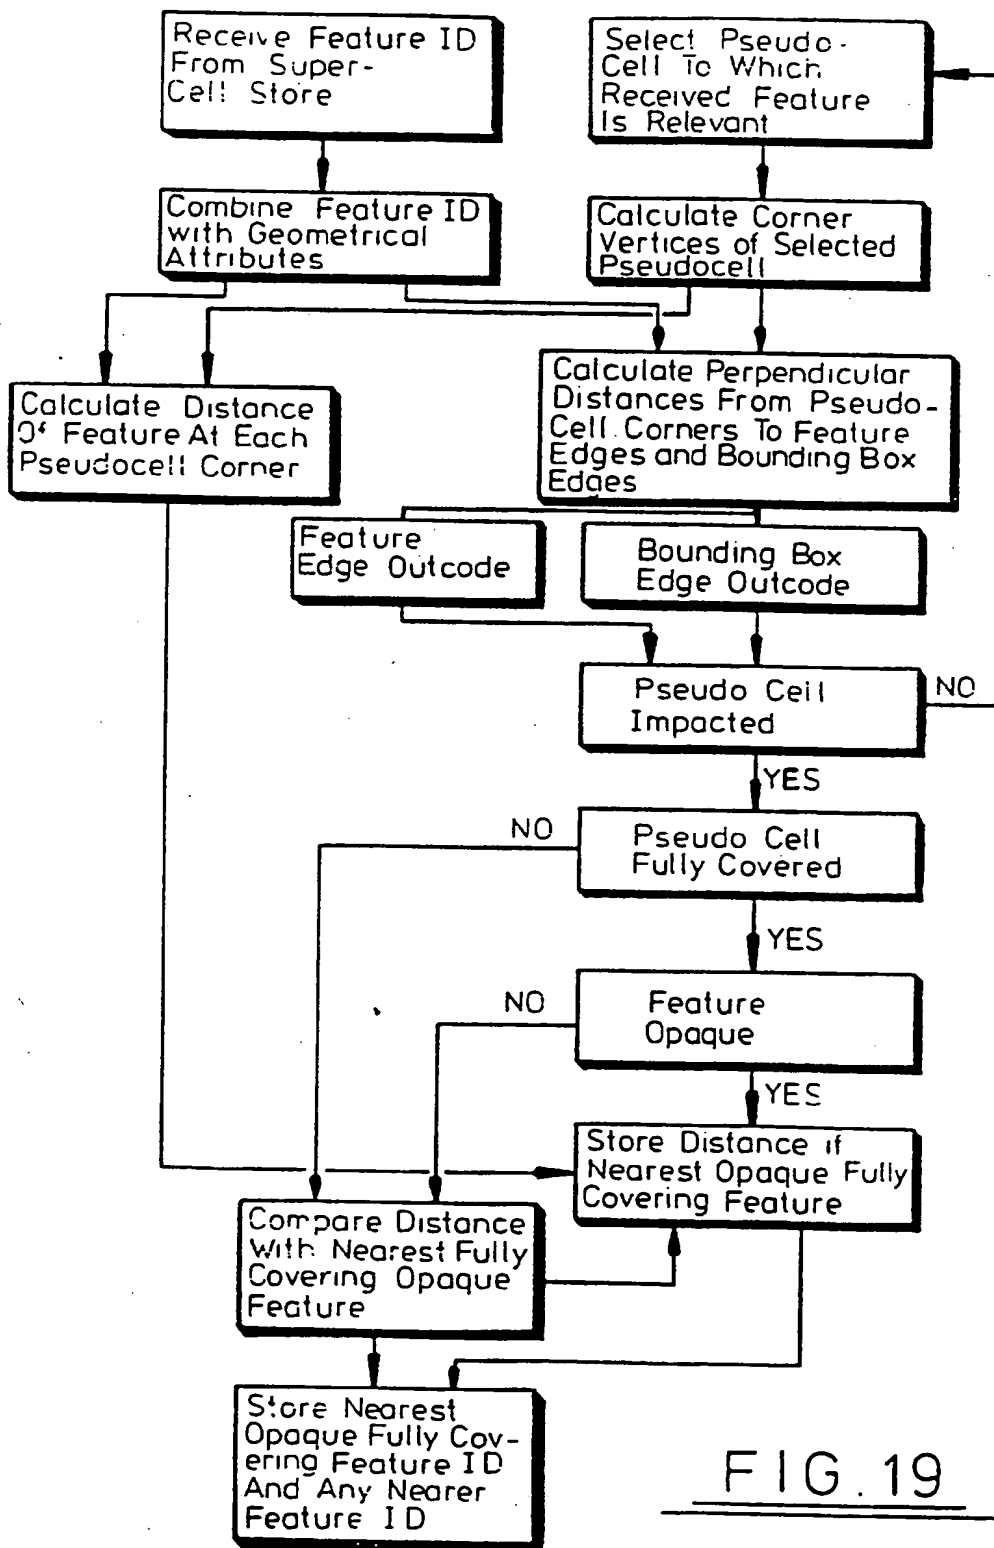 Receive Feature ID
From Super-
Cell Store
Select Pseudo-
Cell To Which
Received Feature
Is Relevant
Combine Feature ID
with Geometrical
Attributes
Calculate Corner
Vertices of Selected
Pseudocell
Calculate Distance
Of Feature At Each
Pseudocell Corner
Calculate Perpendicular
Distances From Pseudo-
Cell Corners To Feature
Edges and Bounding Box
Edges
Feature
Edge Outcode
Bounding Box
Edge Outcode
Pseudo Cell
Impacted
NO
YES
NO
Pseudo Cell
Fully Covered
YES
NO
Feature
Opaque
YES
Store Distance if
Nearest Opaque Fully
Covering Feature
Compare Distance
With Nearest Fully
Covering Opaque
Feature
Store Nearest
Opaque Fully Cov-
ering Feature ID
And Any Nearer
Feature ID
FIG.19